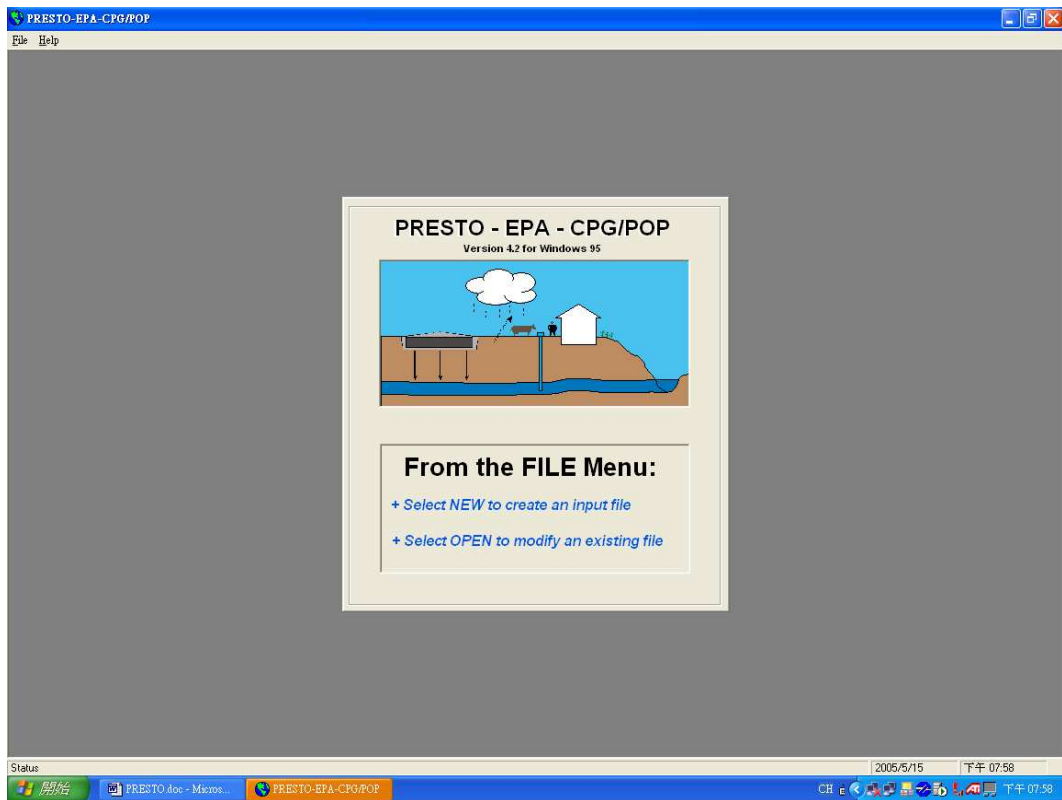 PRESTO-EPA-CPG/POP
File Help
PRESTO - EPA - CPG/POP
Version 4.2 for Windows 95
From the FILE Menu:
+ Select NEW to create an input file
+ Select OPEN to modify an existing file
Status 2005/5/15 下午 07:58
開始 PRESTO.doc - Micros... PRESTO-EPA-CPG/POP CH 下午 07:58